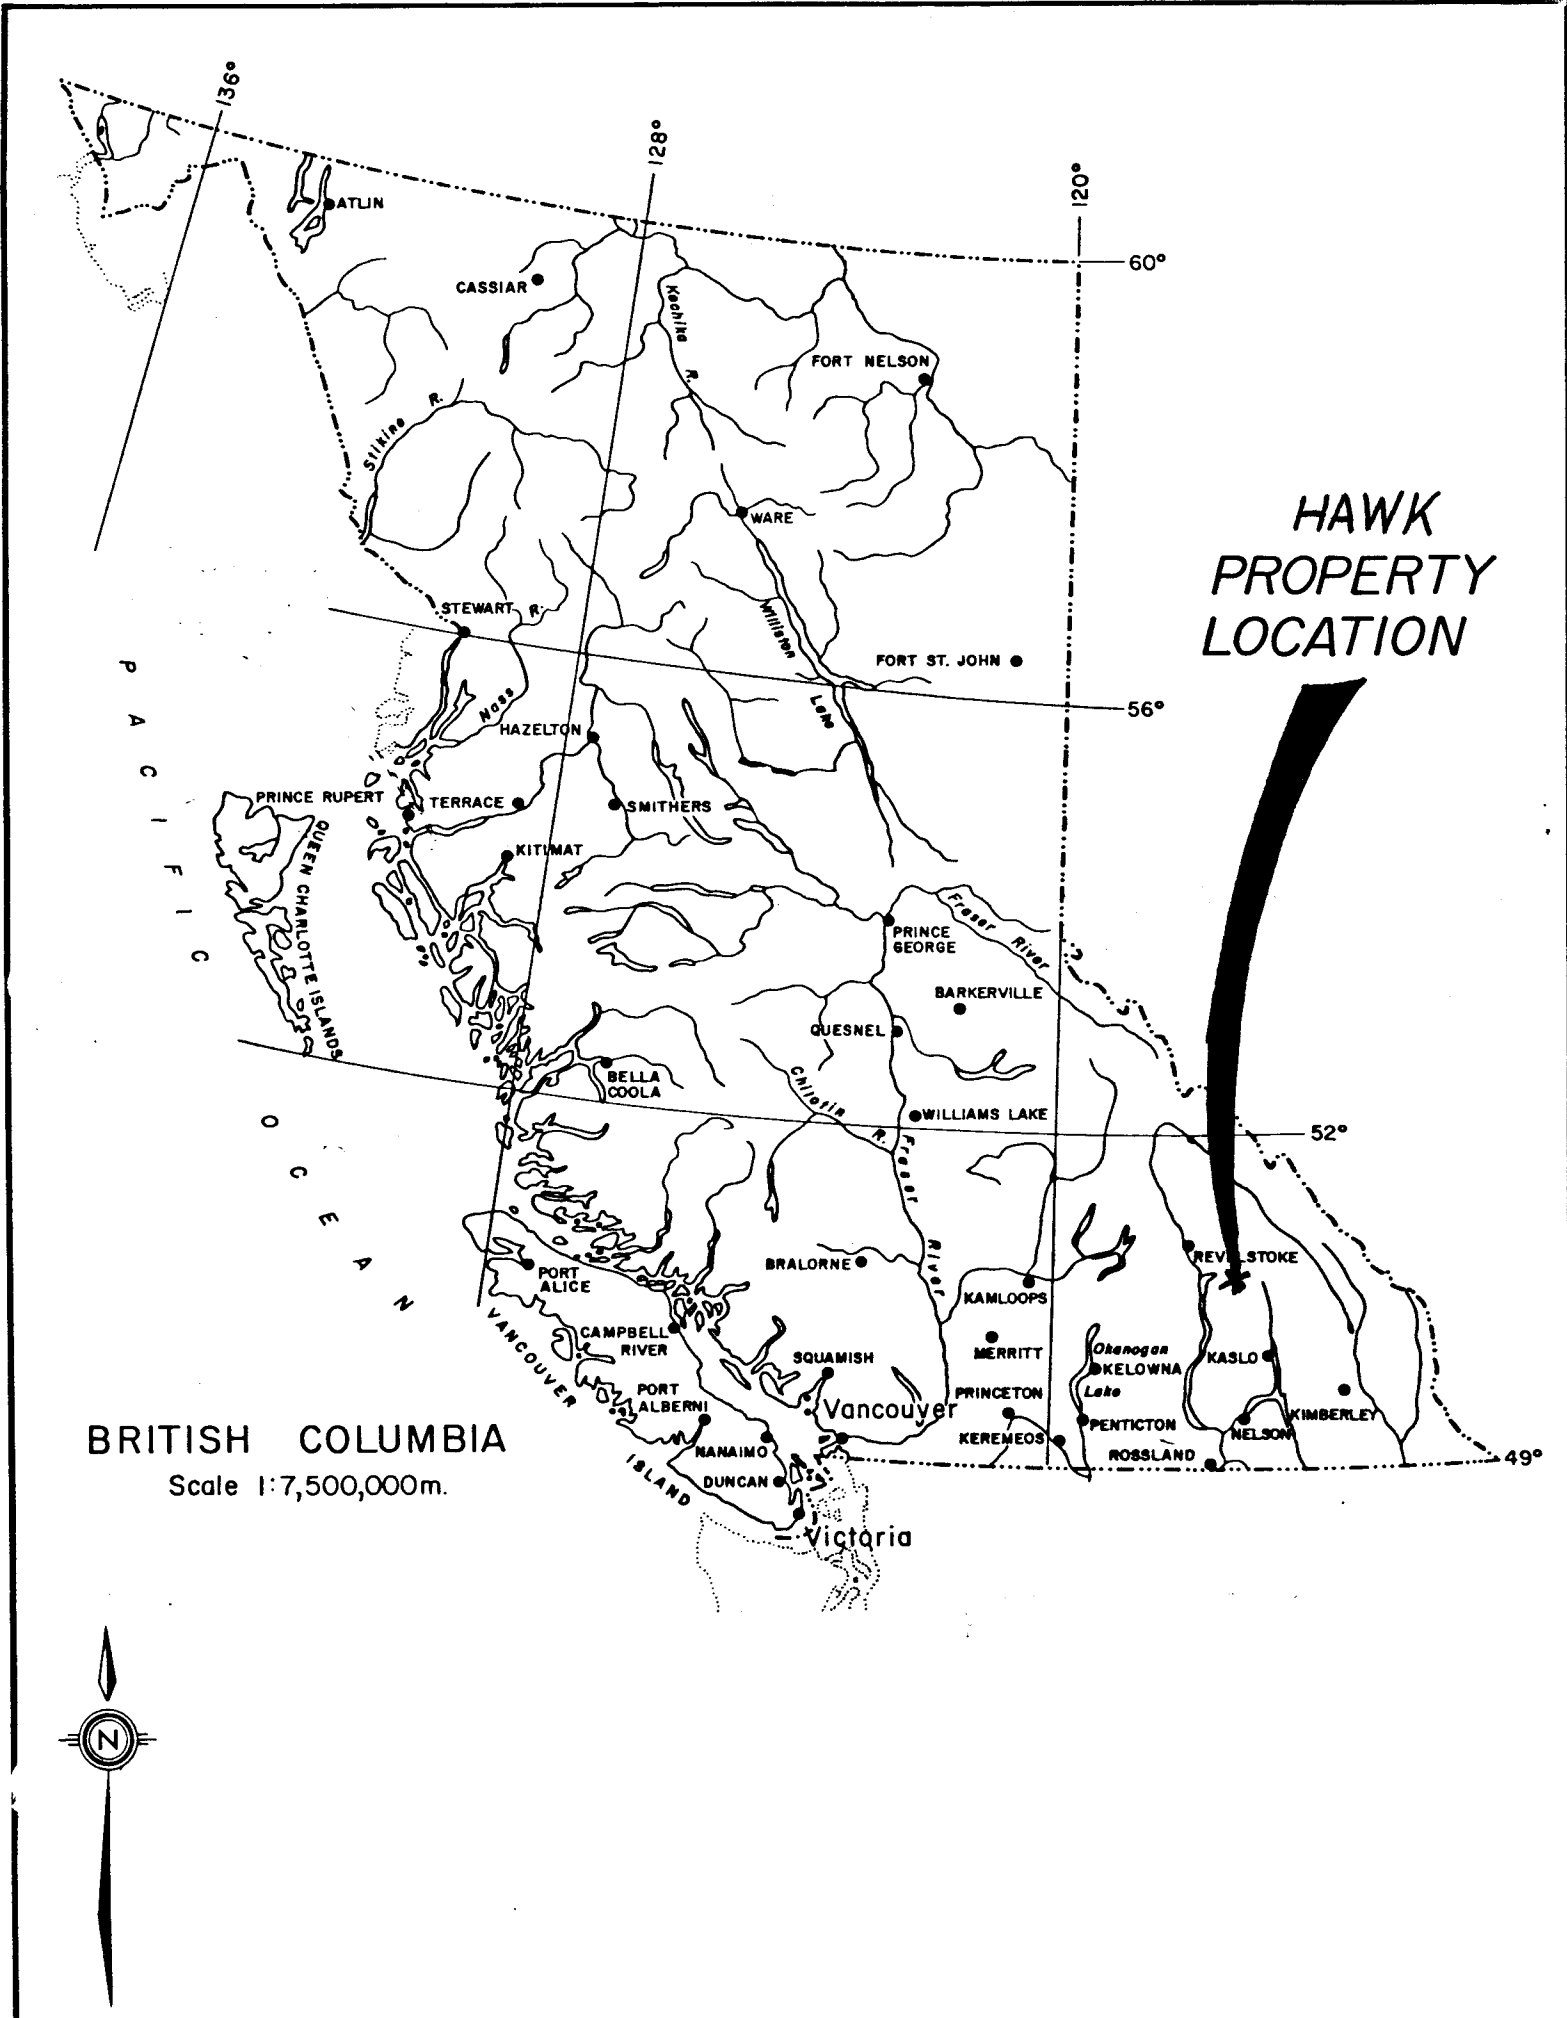 136°
128°
120°
ATLIN
60°
CASSIAR
Kechika
R.
FORT NELSON
Stikine R.
HAWK
PROPERTY
LOCATION
WARE
STEWART
R.
Williston
Lake
FORT ST. JOHN
56°
Nass
HAZELTON
PACIFIC
OCEAN
PRINCE RUPERT
TERRACE
SMITHERS
QUEEN CHARLOTTE ISLANDS
KITIMAT
Fraser River
PRINCE
GEORGE
BARKERVILLE
QUESNEL
BELLA
COOLA
Chilotin
R.
WILLIAMS LAKE
52°
Fraser
River
REVELSTOKE
BRALORNE
PORT
ALICE
KAMLOOPS
VANCOUVER
ISLAND
CAMPBELL
RIVER
MERRITT
SQUAMISH
Okanogan
Lake
KELOWNA
KASLO
PORT
ALBERNI
PRINCETON
Vancouver
KIMBERLEY
PENTICTON
NELSON
KEREMEOS
NANAIMO
ROSSLAND
49°
DUNCAN
Victoria
BRITISH COLUMBIA
Scale 1:7,500,000m.
N